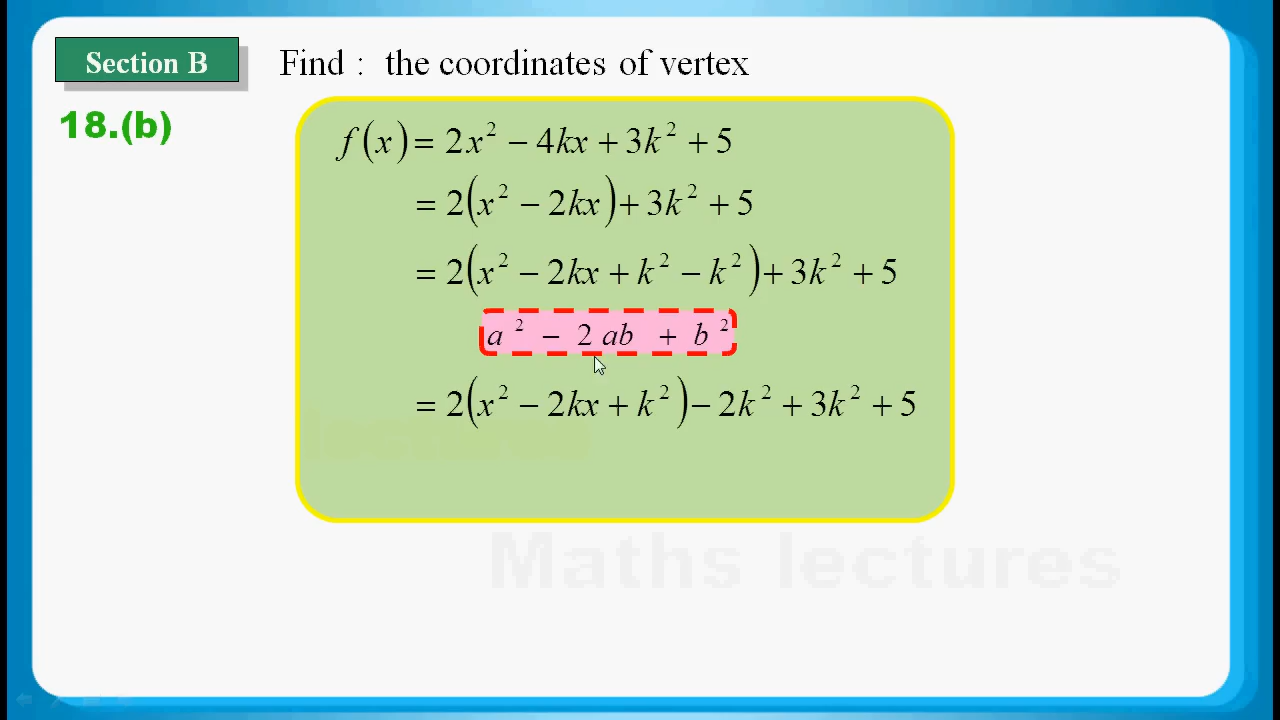 Section B
Find : the coordinates of vertex
18.(b)
f(x) = 2x² − 4kx + 3k² + 5
= 2(x² − 2kx) + 3k² + 5
= 2(x² − 2kx + k² − k²) + 3k² + 5
a² − 2ab + b²
= 2(x² − 2kx + k²) − 2k² + 3k² + 5
Maths lectures